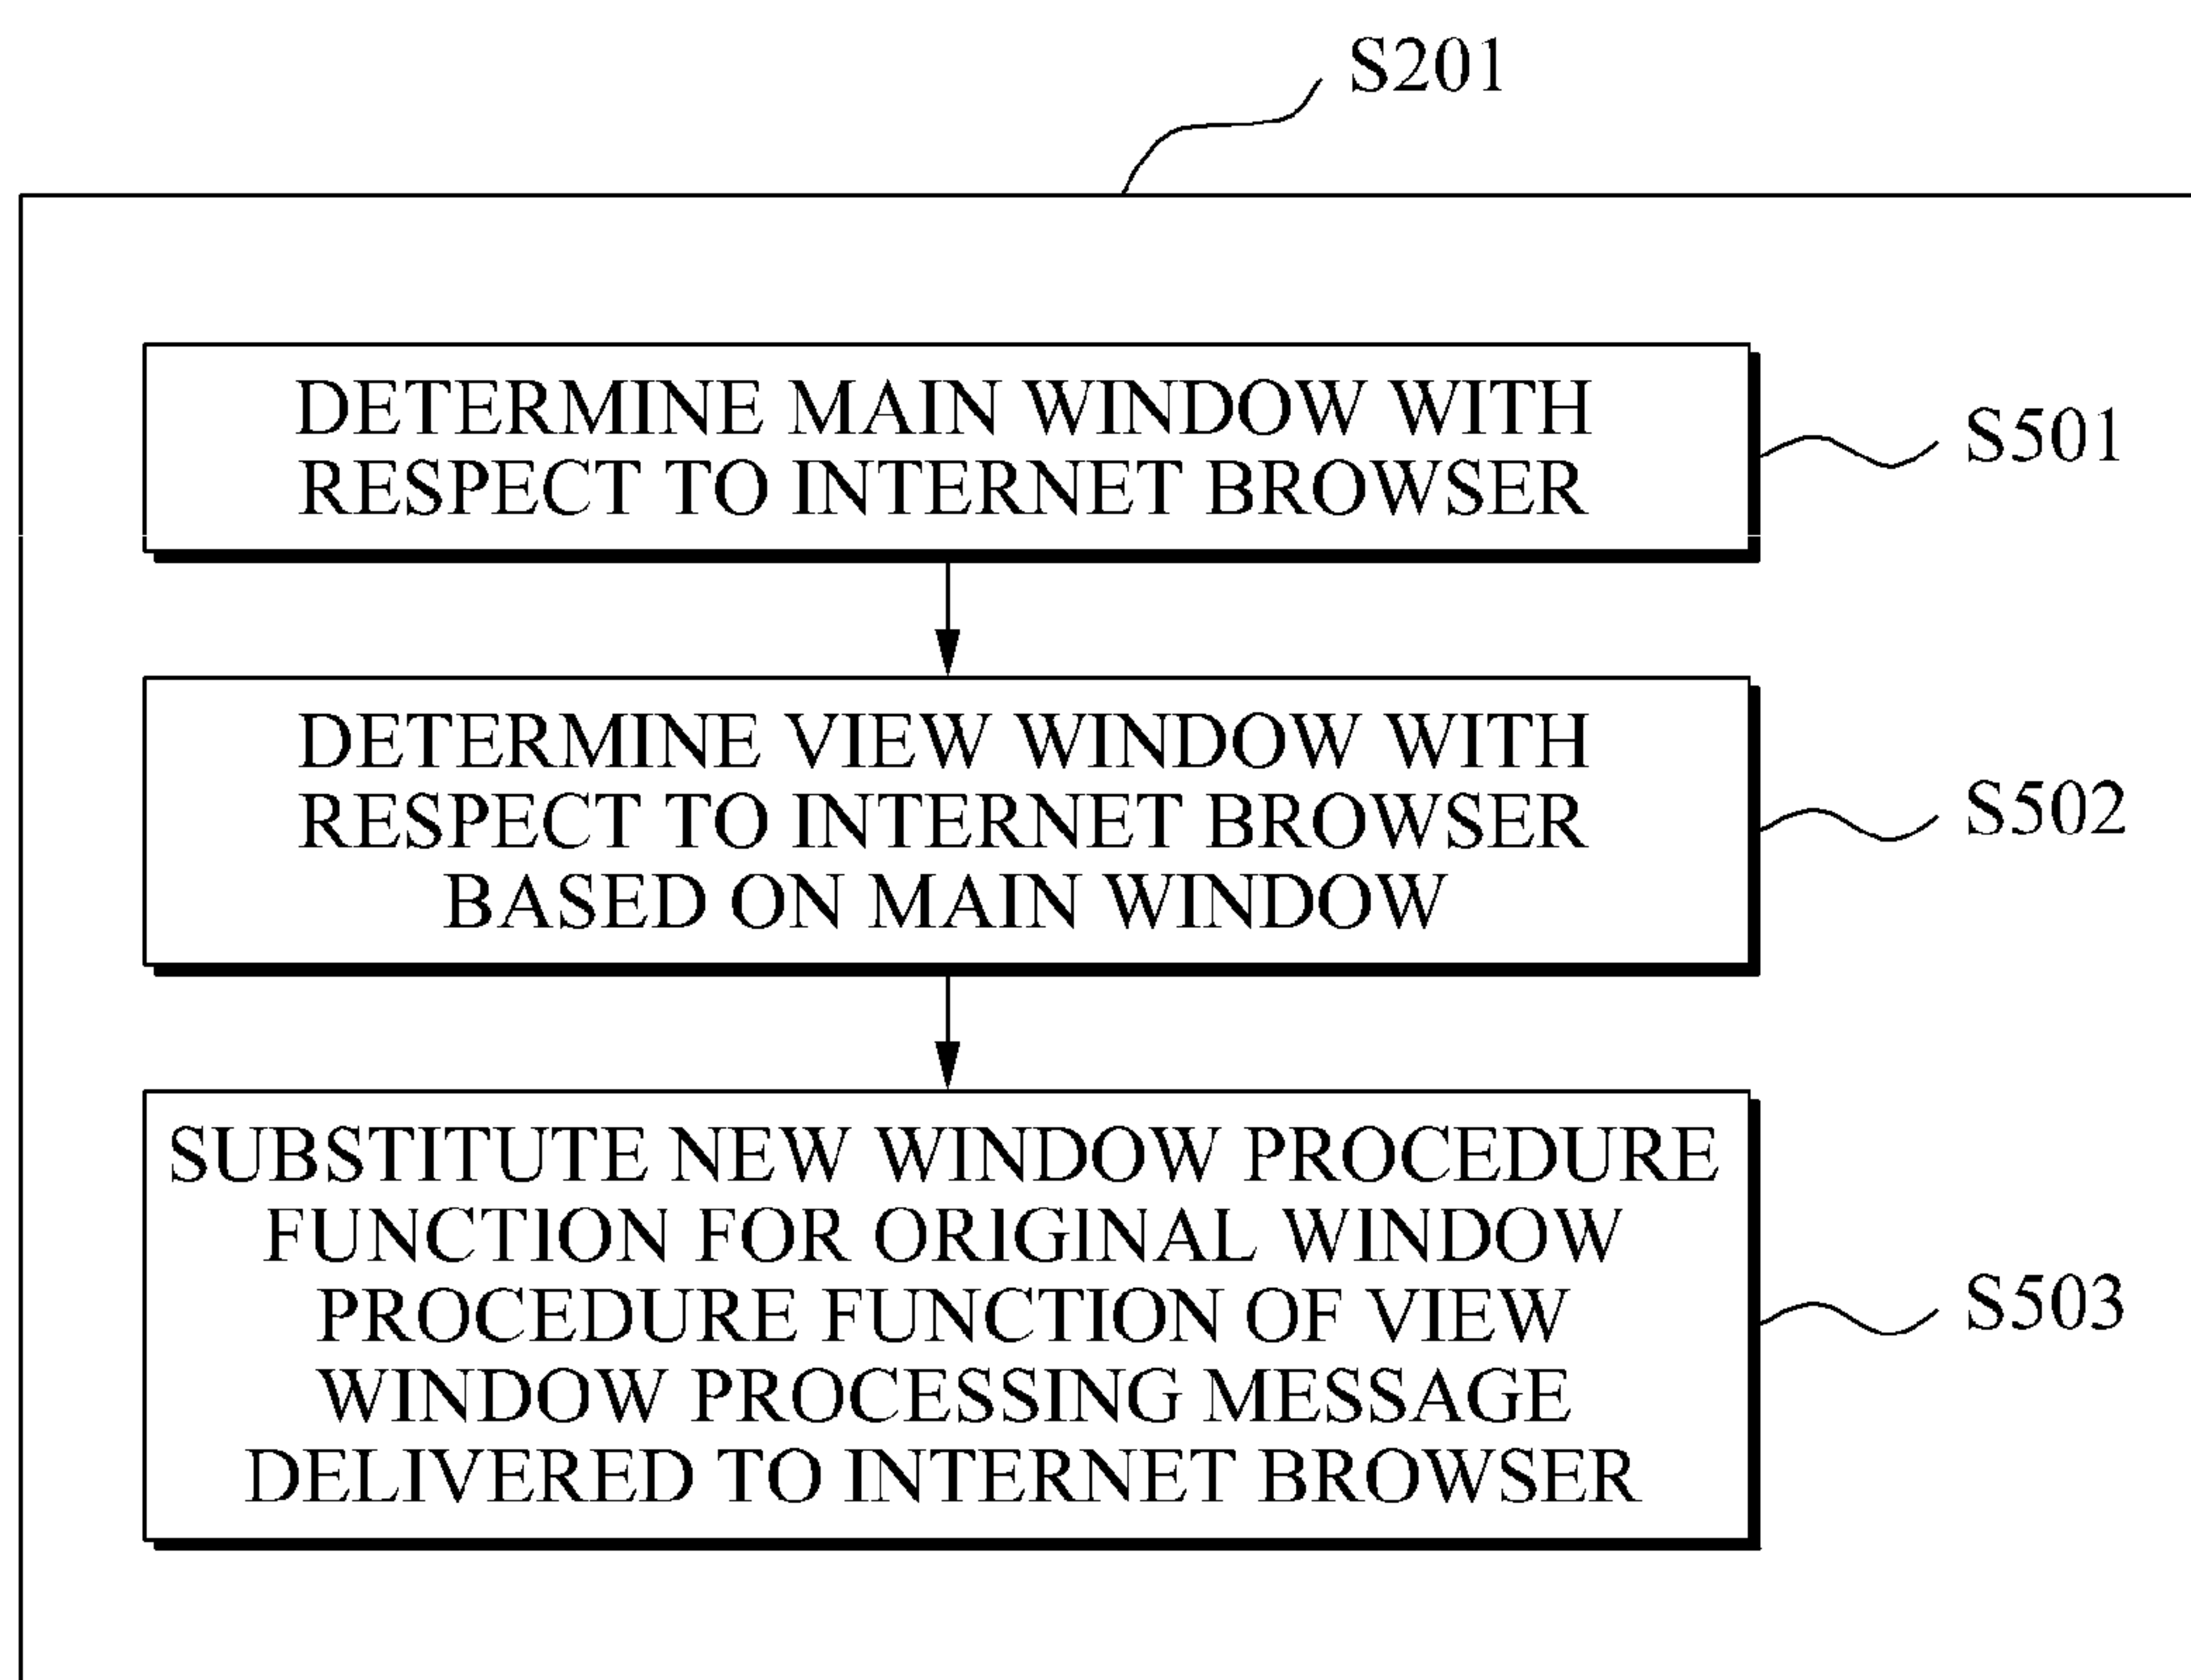 S201
DETERMINE MAIN WINDOW WITH
RESPECT TO INTERNET BROWSER
S501
DETERMINE VIEW WINDOW WITH
RESPECT TO INTERNET BROWSER
BASED ON MAIN WINDOW
S502
SUBSTITUTE NEW WINDOW PROCEDURE
FUNCTION FOR ORIGINAL WINDOW
PROCEDURE FUNCTION OF VIEW
WINDOW PROCESSING MESSAGE
DELIVERED TO INTERNET BROWSER
S503